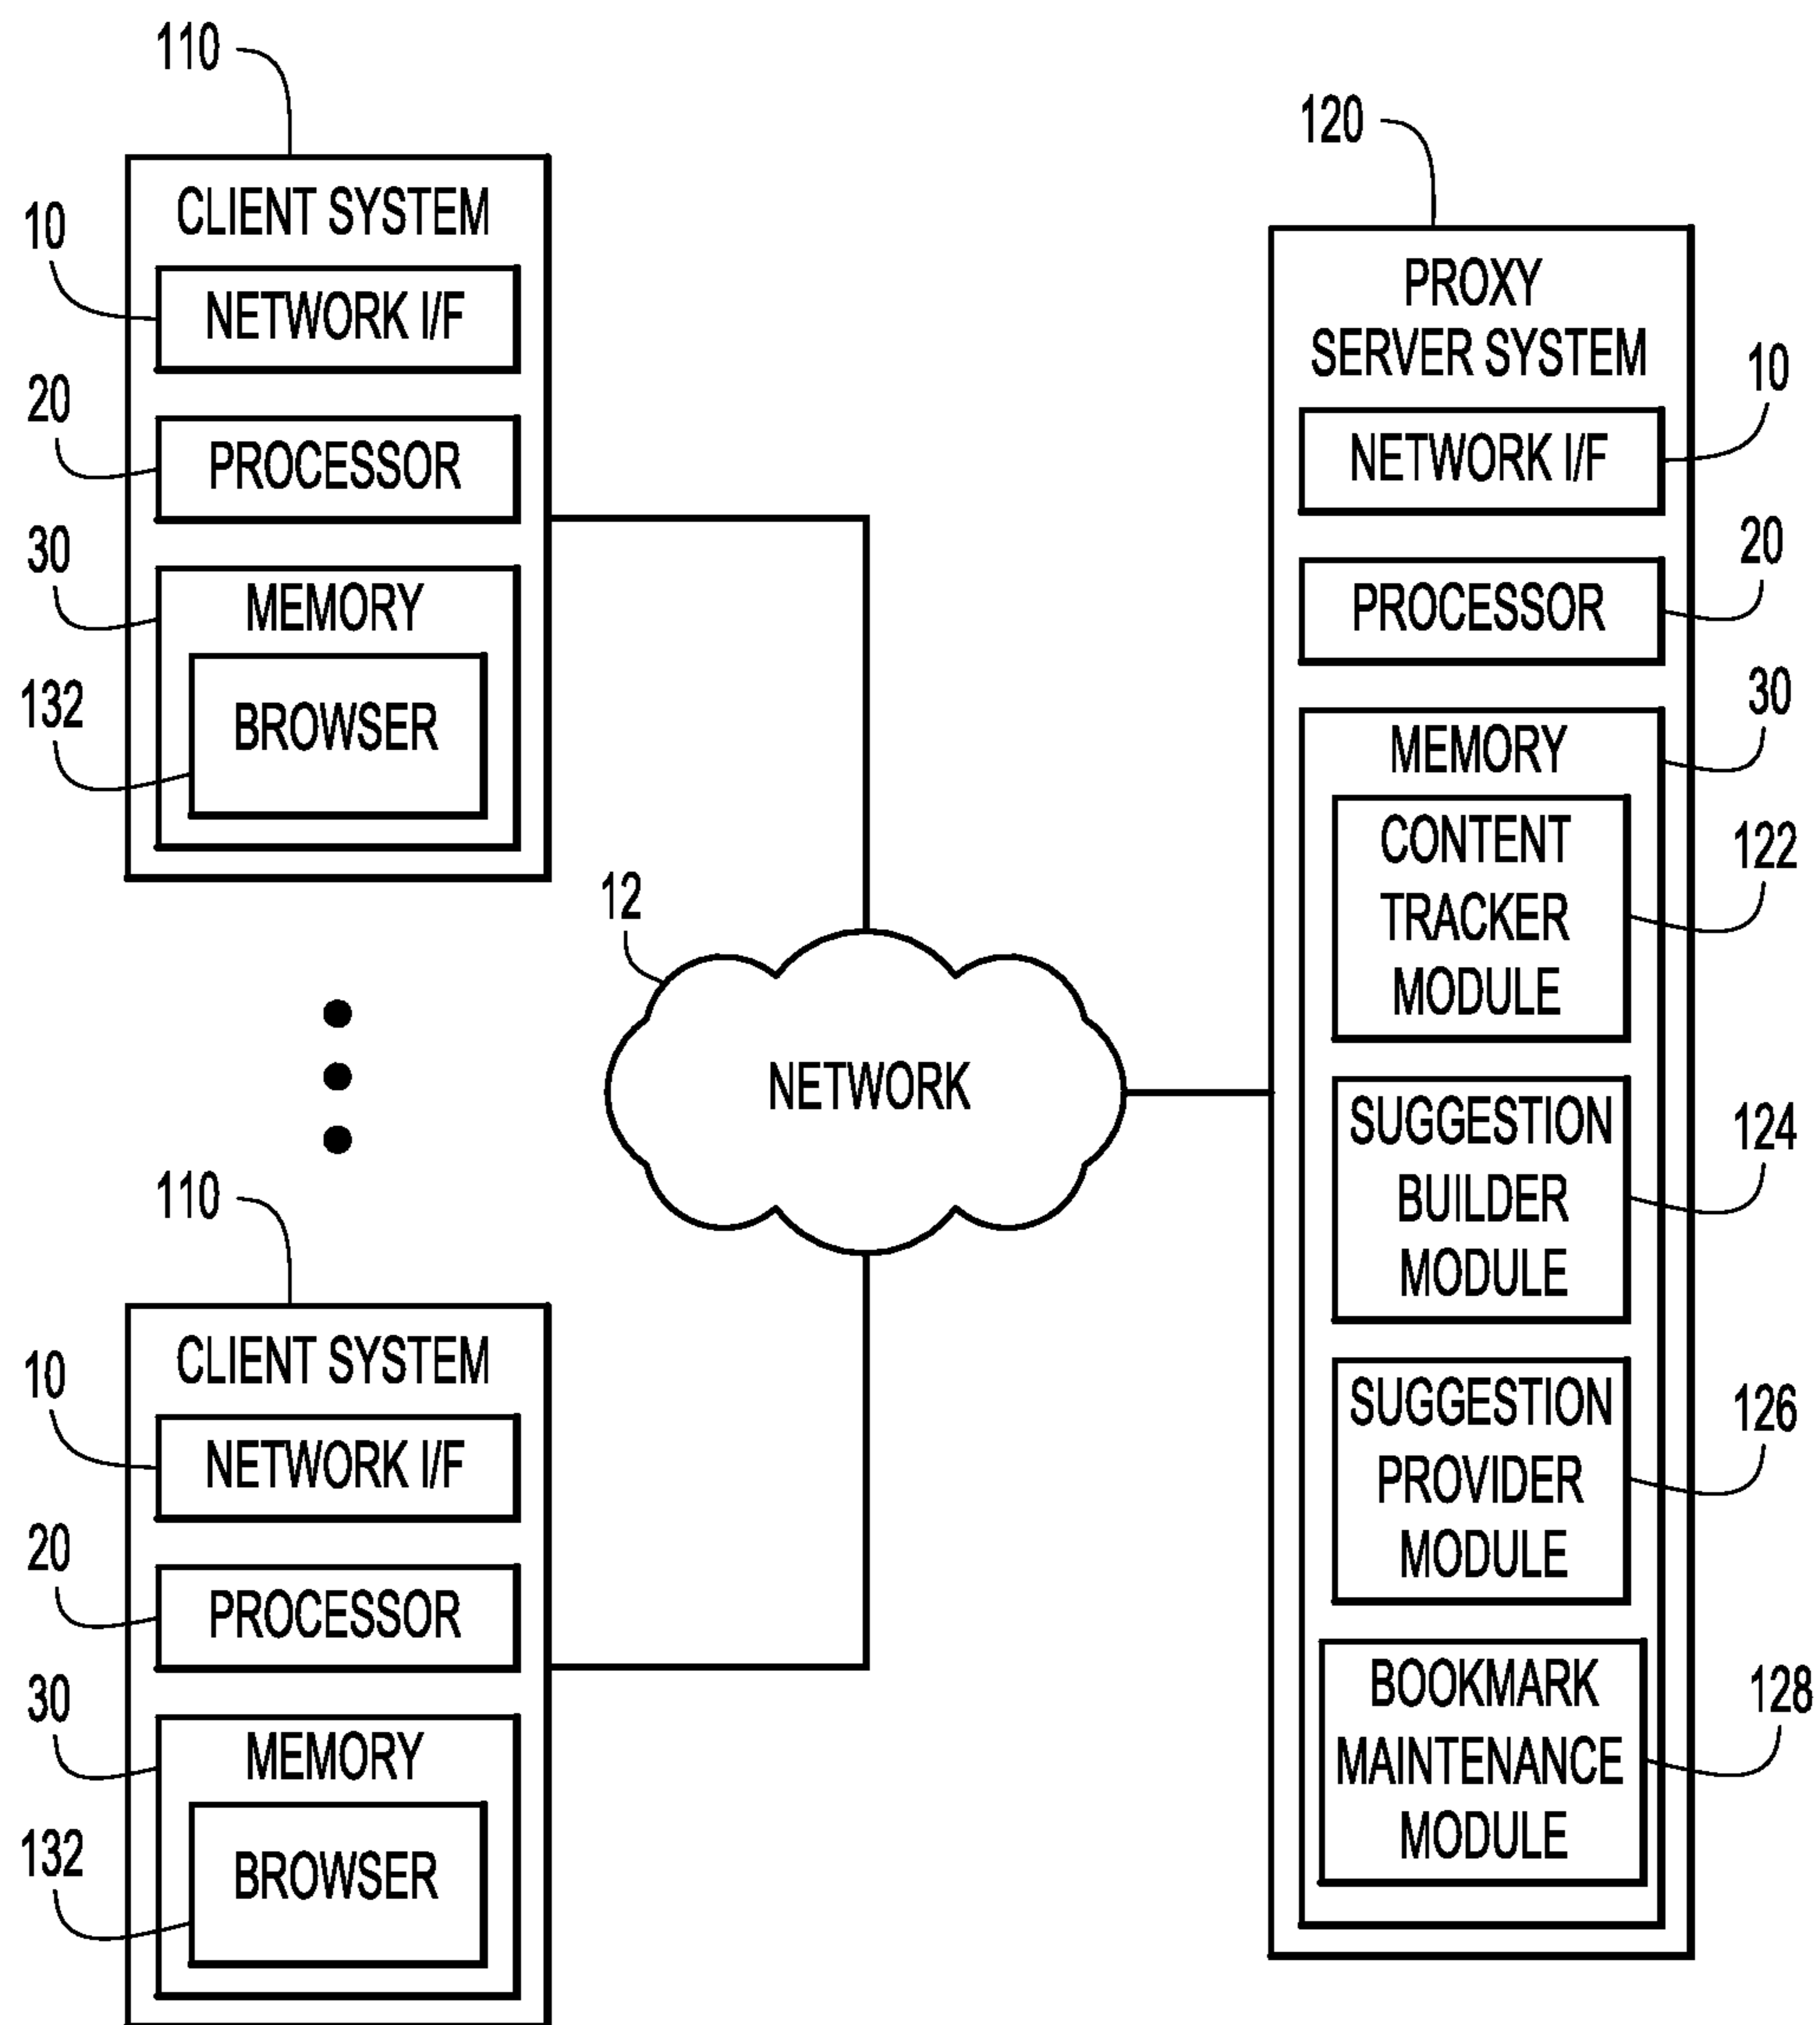 110
CLIENT SYSTEM
10
NETWORK I/F
20
PROCESSOR
30
MEMORY
132
BROWSER
12
NETWORK
110
CLIENT SYSTEM
10
NETWORK I/F
20
PROCESSOR
30
MEMORY
132
BROWSER
120
PROXY
SERVER SYSTEM
10
NETWORK I/F
20
PROCESSOR
30
MEMORY
CONTENT
TRACKER
MODULE
122
SUGGESTION
BUILDER
MODULE
124
SUGGESTION
PROVIDER
MODULE
126
BOOKMARK
MAINTENANCE
MODULE
128